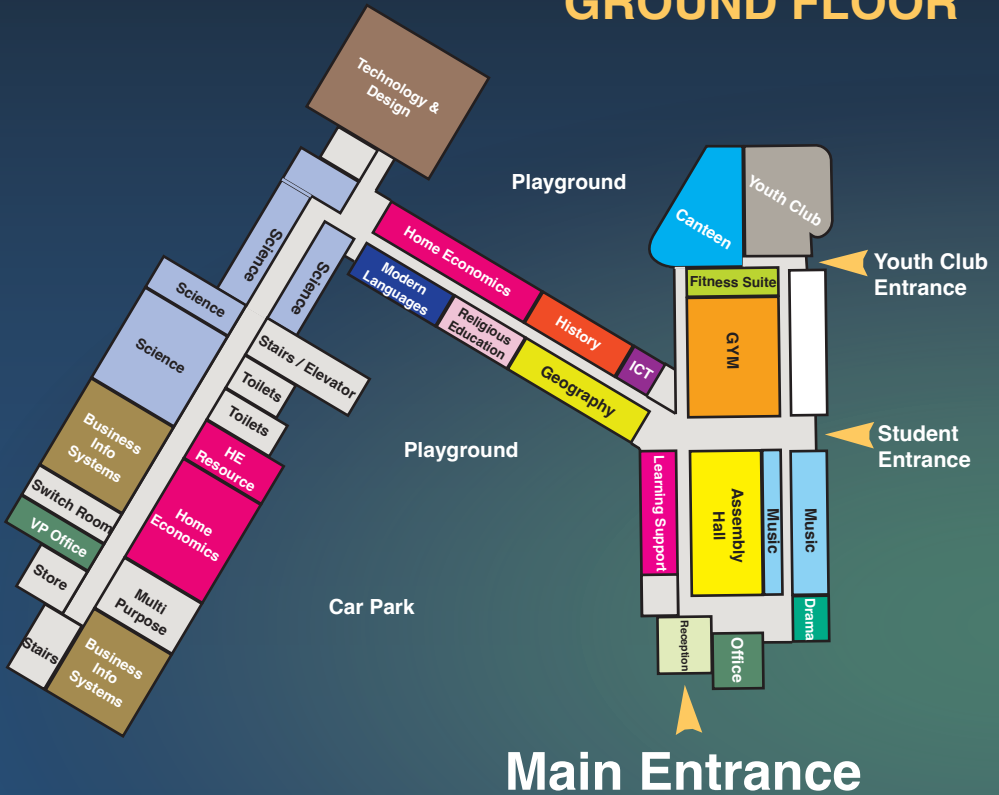 GROUND FLOOR
Technology &
Design
Playground
Youth Club
Canteen
Youth Club
Entrance
Fitness Suite
GYM
Home Economics
Modern
Languages
Religious
Education
History
ICT
Geography
Science
Science
Science
Science
Stairs / Elevator
Toilets
Toilets
HE
Resource
Home
Economics
Business
Info
Systems
Switch Room
VP Office
Store
Stairs
Multi
Purpose
Business
Info
Systems
Playground
Car Park
Student
Entrance
Learning Support
Assembly
Hall
Music
Music
Drama
Reception
Office
Main Entrance